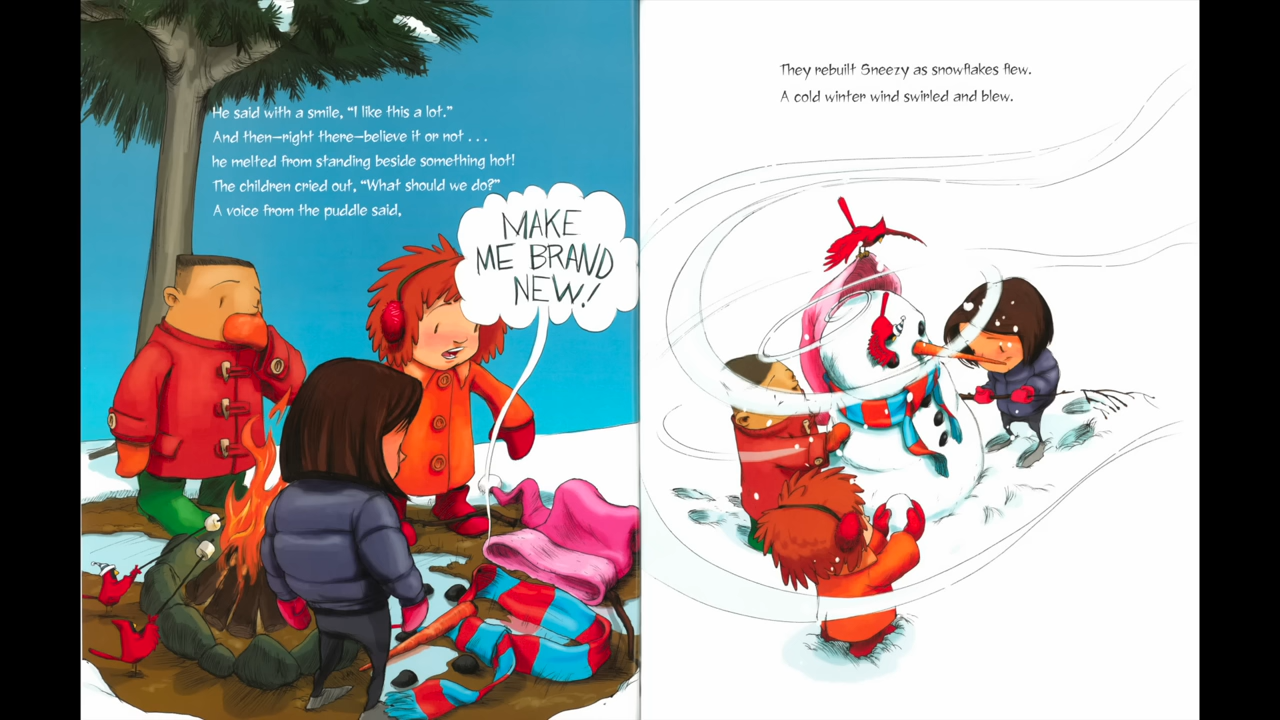 He said with a smile, “I like this a lot.”
And then—right there—believe it or not . . .
he melted from standing beside something hot!
The children cried out, “What should we do?”
A voice from the puddle said,
MAKE
ME BRAND
NEW!
They rebuilt Sneezy as snowflakes flew.
A cold winter wind swirled and blew.